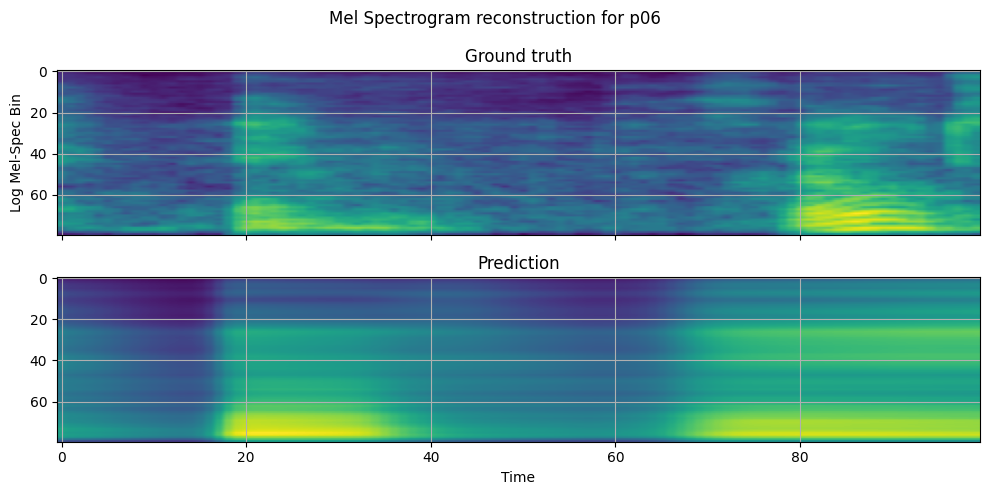 Mel Spectrogram reconstruction for p06
Ground truth
Log Mel-Spec Bin
0
20
40
60
Prediction
0
20
40
60
0 20 40 60 80
Time